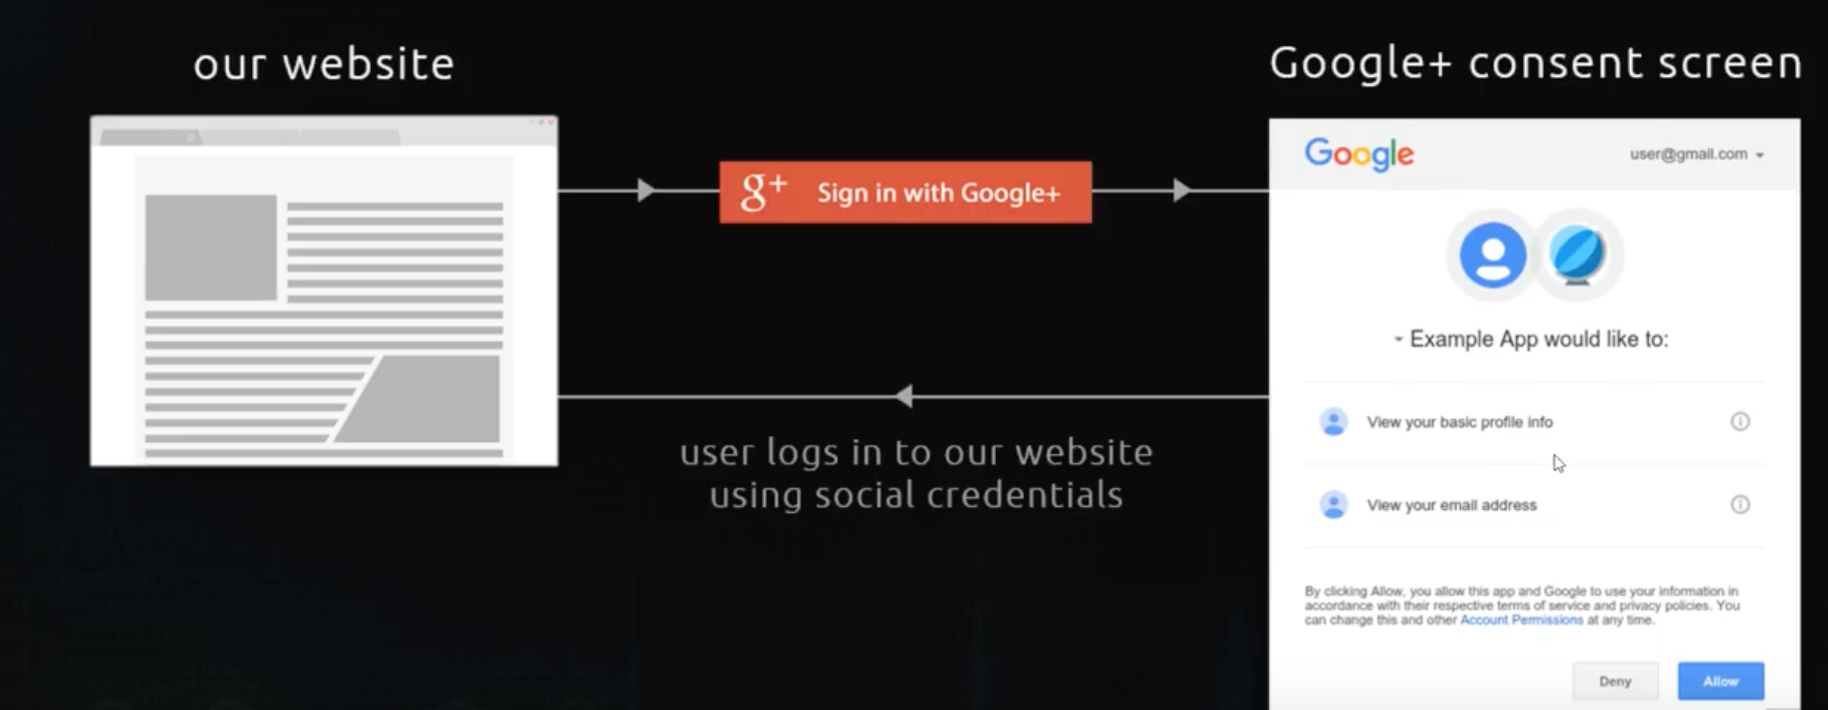 our website
Google+ consent screen
g+ Sign in with Google+
Google
user@gmail.com
Example App would like to:
View your basic profile info
View your email address
user logs in to our website
using social credentials
By clicking Allow, you allow this app and Google to use your information in
accordance with their respective terms of service and privacy policies. You
can change this and other Account Permissions at any time.
Deny
Allow